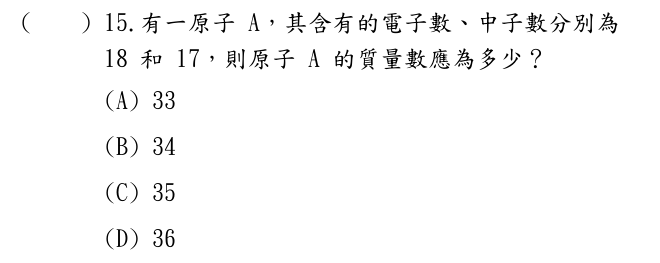 （　　）15.有一原子 A，其含有的電子數、中子數分別為
18 和 17，則原子 A 的質量數應為多少？
(A) 33
(B) 34
(C) 35
(D) 36